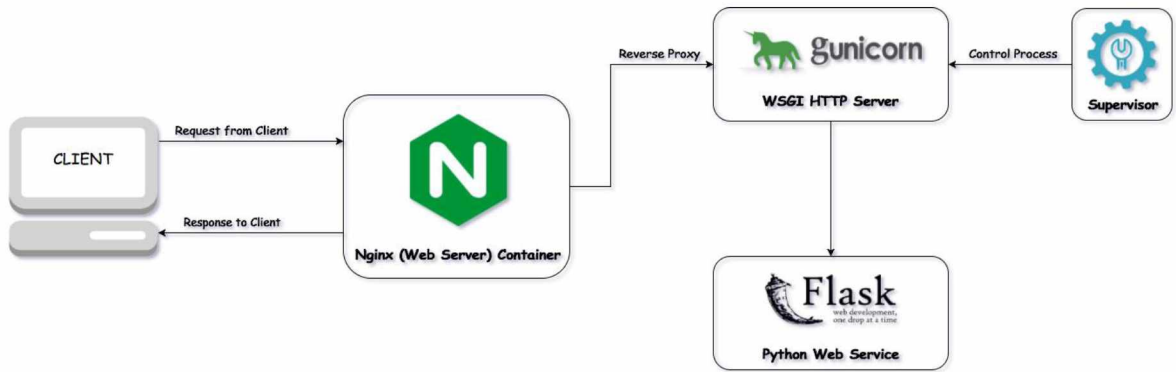 CLIENT
Request from Client
Response to Client
N
Nginx (Web Server) Container
Reverse Proxy
gunicorn
WSGI HTTP Server
Control Process
Supervisor
Flask
web development,
one drop at a time
Python Web Service